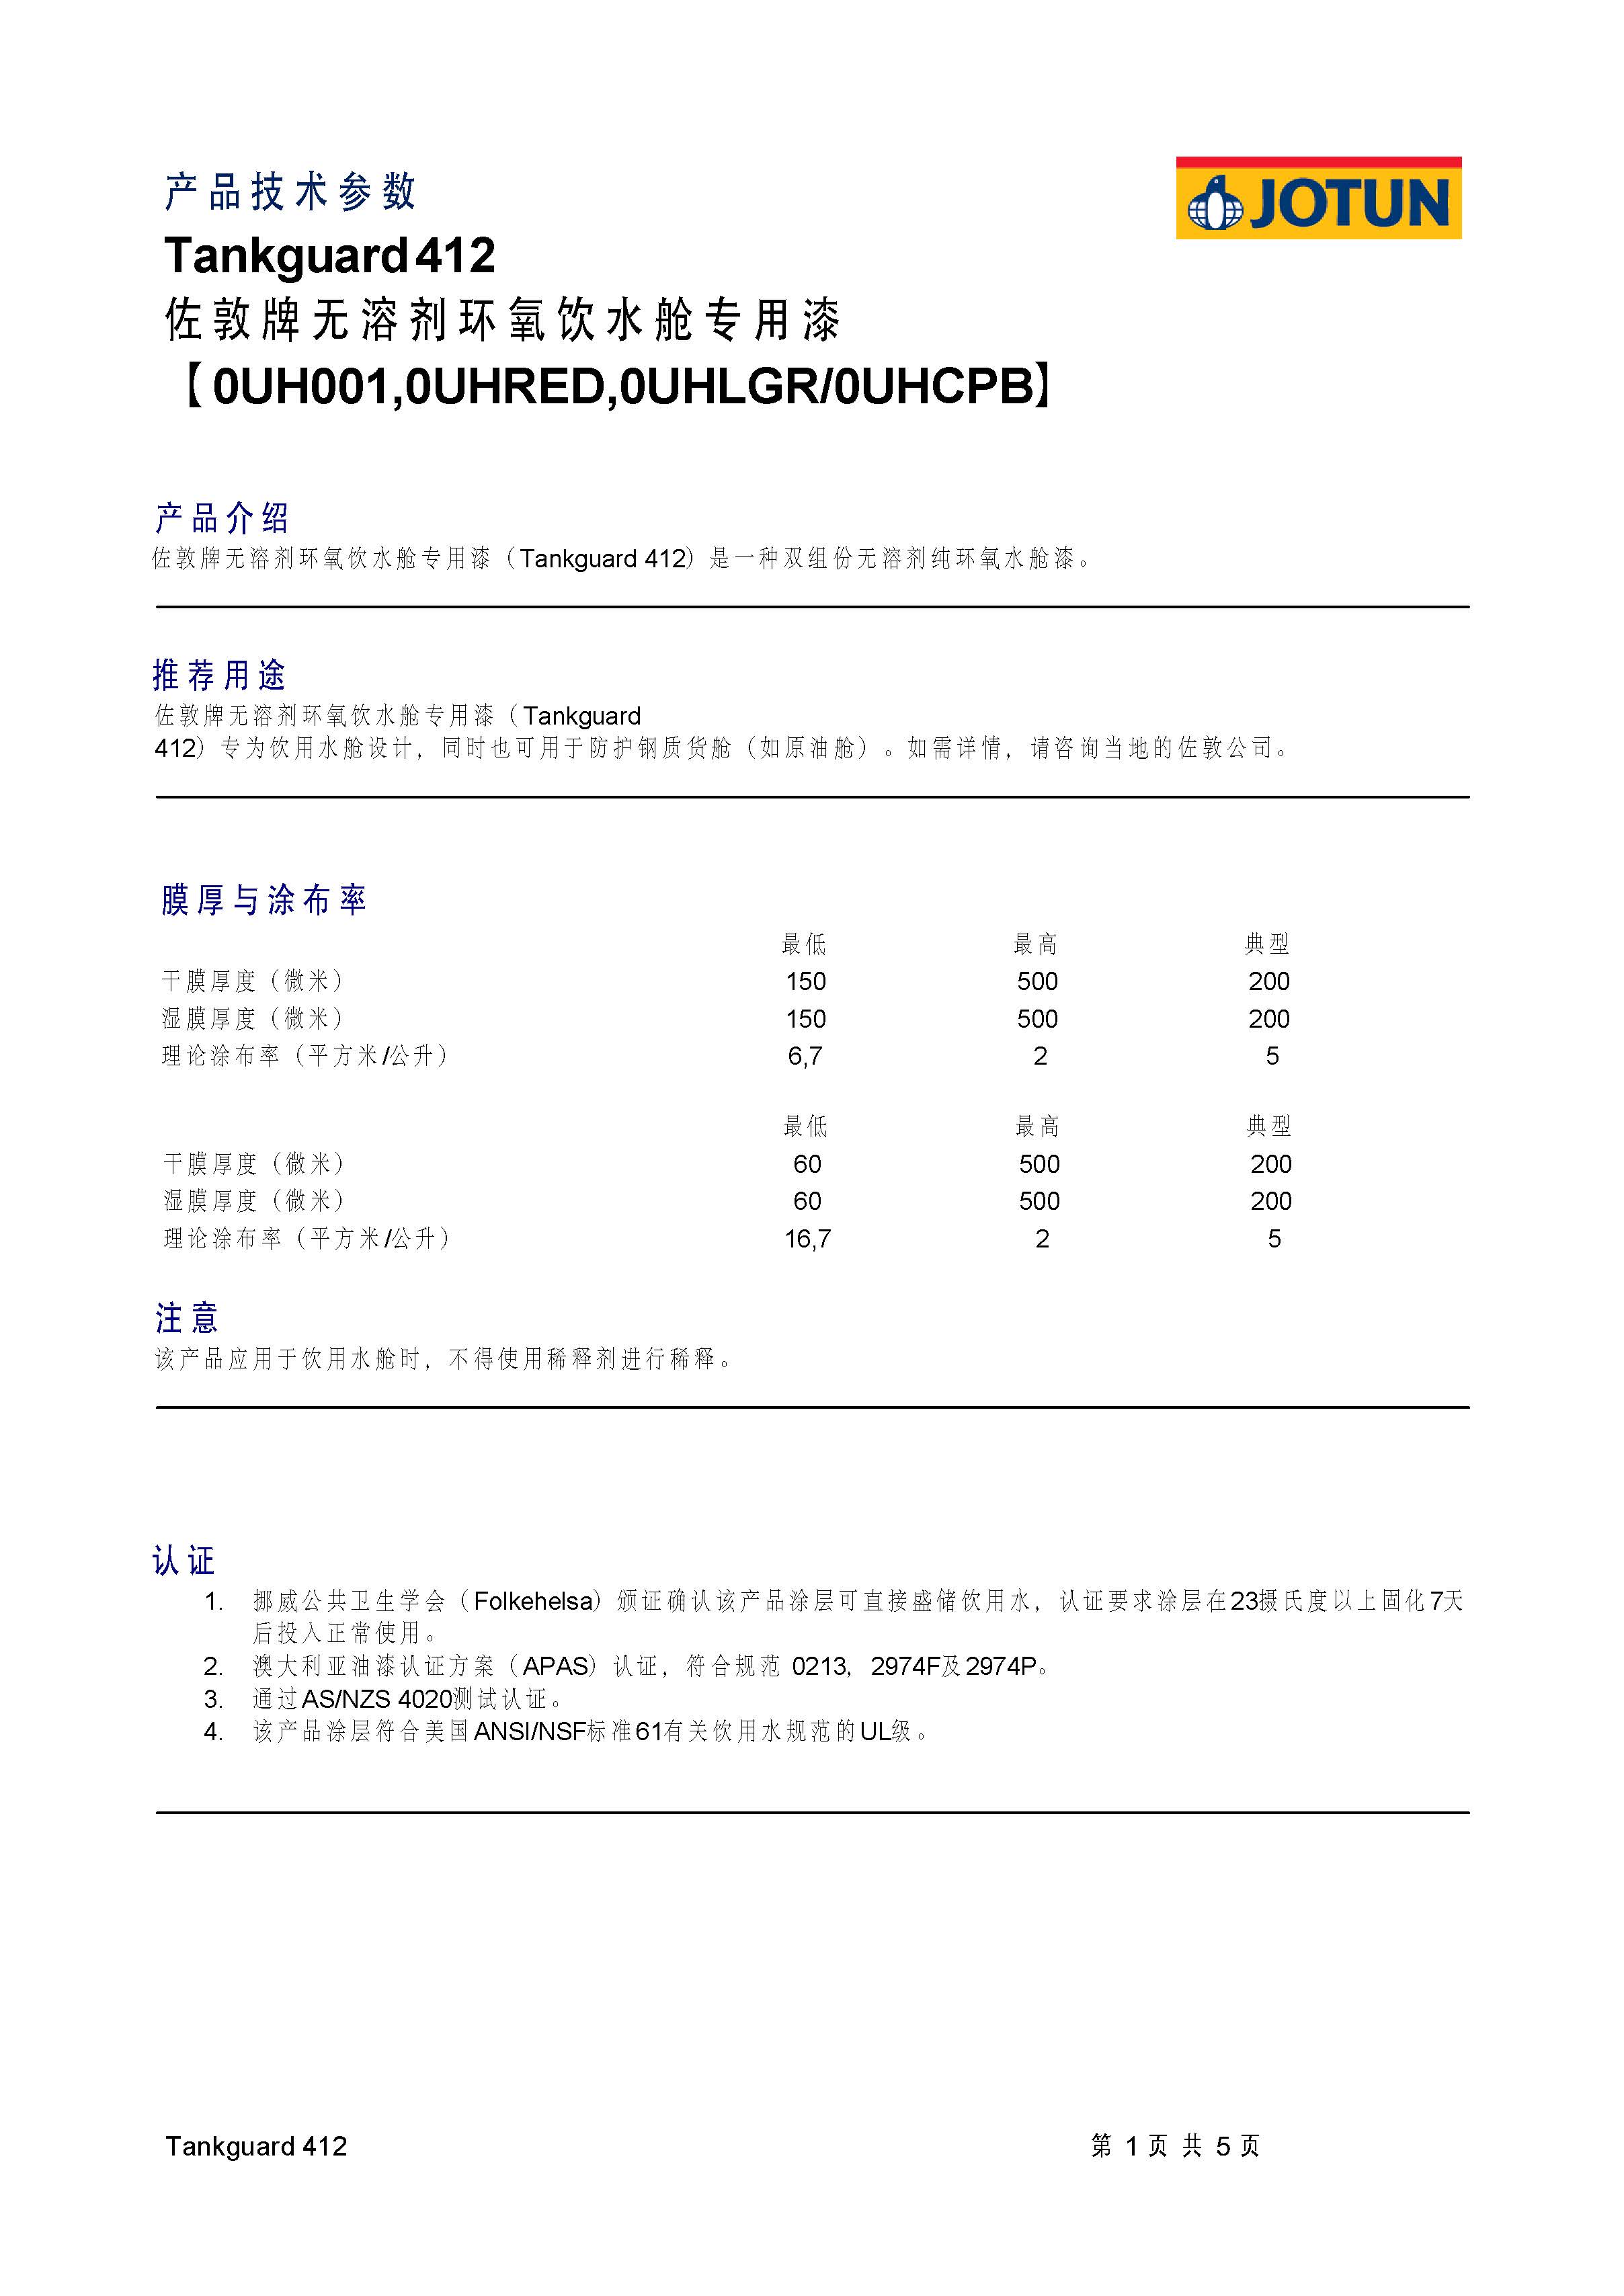 产品技术参数
JOTUN
Tankguard 412
佐敦牌无溶剂环氧饮水舱专用漆
【0UH001,0UHRED,0UHLGR/0UHCPB】
产品介绍
佐敦牌无溶剂环氧饮水舱专用漆（Tankguard 412）是一种双组份无溶剂纯环氧水舱漆。
推荐用途
佐敦牌无溶剂环氧饮水舱专用漆（Tankguard
412）专为饮用水舱设计，同时也可用于防护钢质货舱（如原油舱）。如需详情，请咨询当地的佐敦公司。
膜厚与涂布率
最低 最高 典型
干膜厚度（微米） 150 500 200
湿膜厚度（微米） 150 500 200
理论涂布率（平方米/公升） 6,7 2 5
最低 最高 典型
干膜厚度（微米） 60 500 200
湿膜厚度（微米） 60 500 200
理论涂布率（平方米/公升） 16,7 2 5
注意
该产品应用于饮用水舱时，不得使用稀释剂进行稀释。
认证
1. 挪威公共卫生学会（Folkehelsa）颁证确认该产品涂层可直接盛储饮用水，认证要求涂层在23摄氏度以上固化7天
后投入正常使用。
2. 澳大利亚油漆认证方案（APAS）认证，符合规范 0213，2974F及2974P。
3. 通过AS/NZS 4020测试认证。
4. 该产品涂层符合美国ANSI/NSF标准61有关饮用水规范的UL级。
Tankguard 412 第 1 页 共 5 页